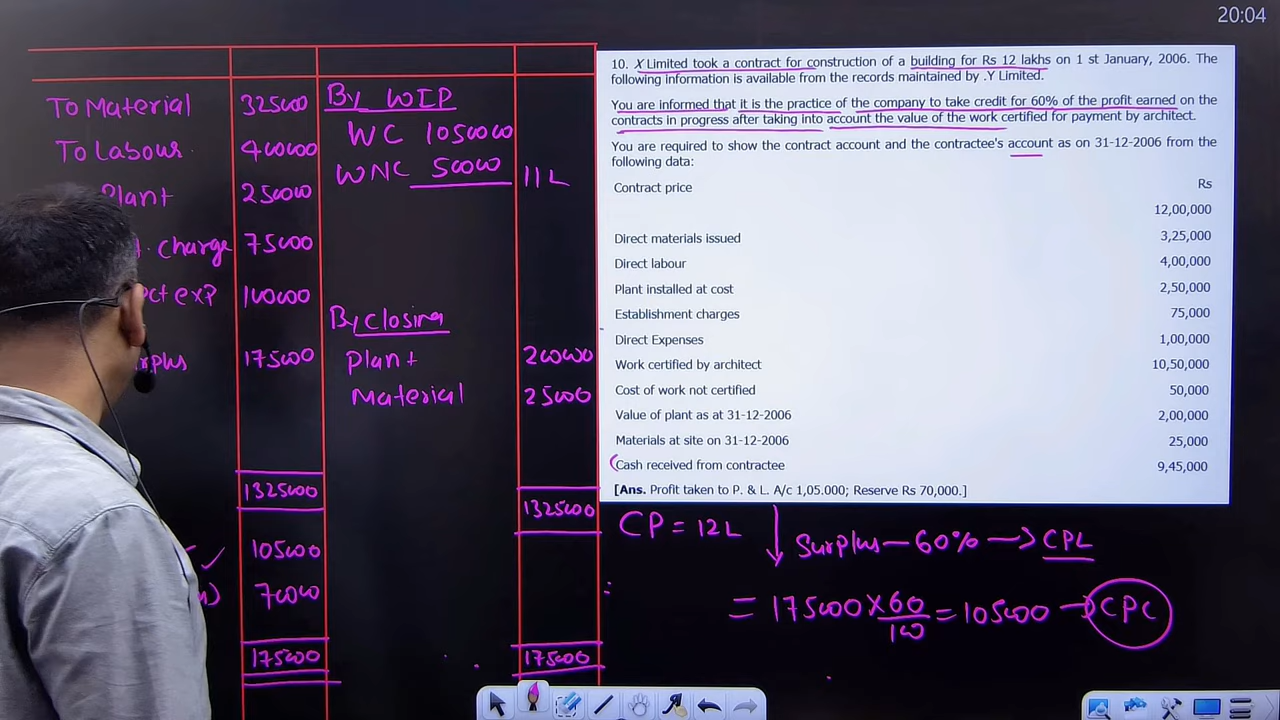 20:04
To Material 325000 By WIP
WC 1050000
To Labour 400000
WNC 50000 11L
Plant 250000
charge 75000
exp 100000
By closing
175000 Plant 200000
Material 25000
1325000 1325000
105000
70000
175000 175000
10. X Limited took a contract for construction of a building for Rs 12 lakhs on 1 st January, 2006. The
following information is available from the records maintained by .Y Limited.
You are informed that it is the practice of the company to take credit for 60% of the profit earned on the
contracts in progress after taking into account the value of the work certified for payment by architect.
You are required to show the contract account and the contractee's account as on 31-12-2006 from the
following data:
Contract price Rs
12,00,000
Direct materials issued 3,25,000
Direct labour 4,00,000
Plant installed at cost 2,50,000
Establishment charges 75,000
Direct Expenses 1,00,000
Work certified by architect 10,50,000
Cost of work not certified 50,000
Value of plant as at 31-12-2006 2,00,000
Materials at site on 31-12-2006 25,000
Cash received from contractee 9,45,000
[Ans. Profit taken to P. & L. A/c 1,05.000; Reserve Rs 70,000.]
CP = 12L
Surplus — 60% → CPL
= 175000 × 60/100 = 105000 → CPC